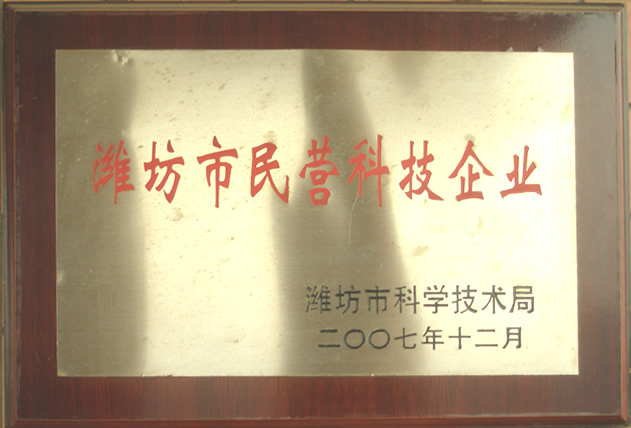 潍坊市民营科技企业
潍坊市科学技术局
二〇〇七年十二月